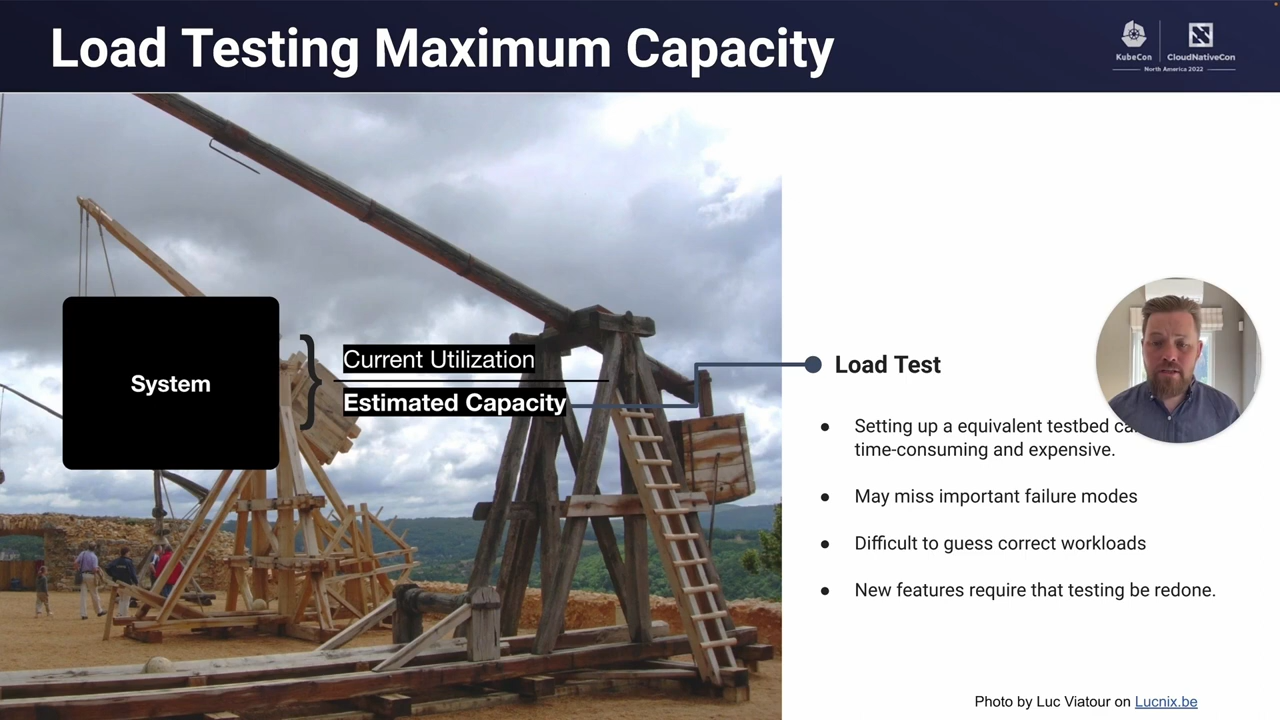 Load Testing Maximum Capacity
KubeCon
CloudNativeCon
North America 2022
System
Current Utilization
Estimated Capacity
Load Test
Setting up a equivalent testbed
time-consuming and expensive.
May miss important failure modes
Difficult to guess correct workloads
New features require that testing be redone.
Photo by Luc Viatour on Lucnix.be